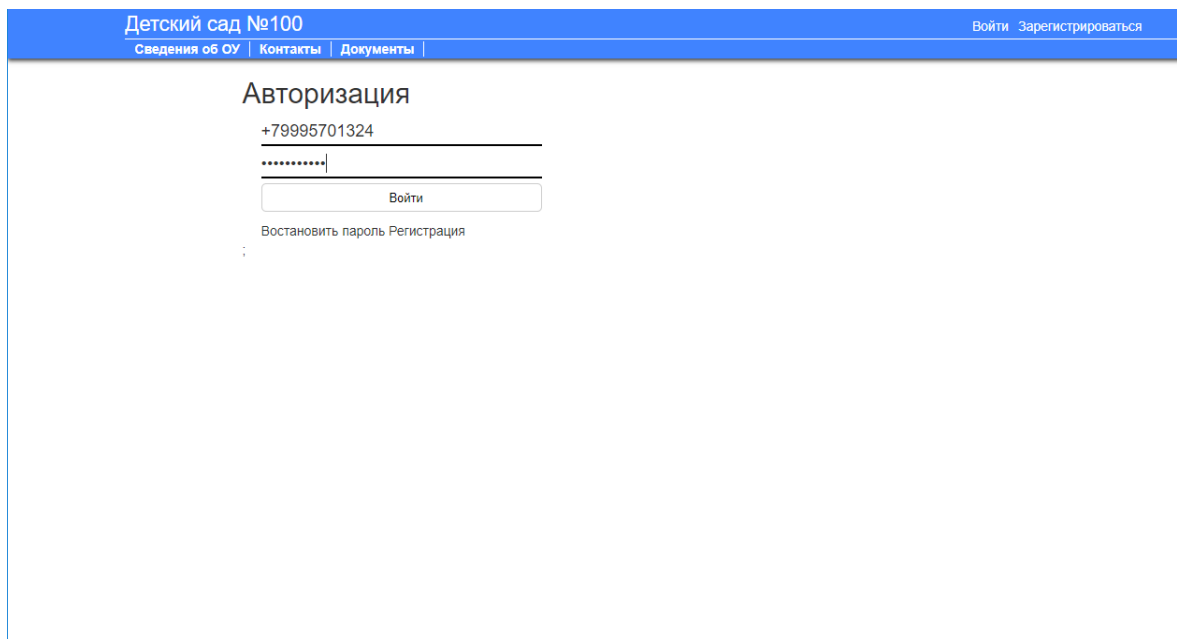 Детский сад №100
Войти Зарегистрироваться
Сведения об ОУ | Контакты | Документы |
Авторизация
+79995701324
•••••••••••
Войти
Востановить пароль Регистрация
;